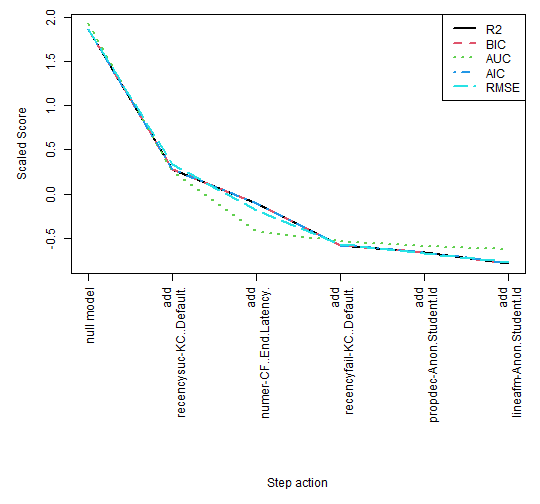 R2
BIC
AUC
AIC
RMSE
Scaled Score
2.0
1.5
1.0
0.5
0.0
-0.5
null model
add
recencysuc-KC..Default.
add
numer-CF..End.Latency.
add
recencyfail-KC..Default.
add
propdec-Anon.Student.Id
add
lineafm-Anon.Student.Id
Step action